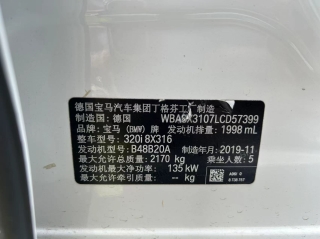 德国宝马汽车集团丁格芬工厂 制造
制造国: 德国 WBA8X3107LCD57399
品牌: 宝马 (BMW) 牌 发动机排量: 1998 mL
整车型号: 320i 8X316
发动机型号: B48B20A 制造年月: 2019-11
最大允许总质量: 2170 kg 乘坐人数: 5
发动机最大净功率: 135 kW
最大允许牵引质量: -- kg